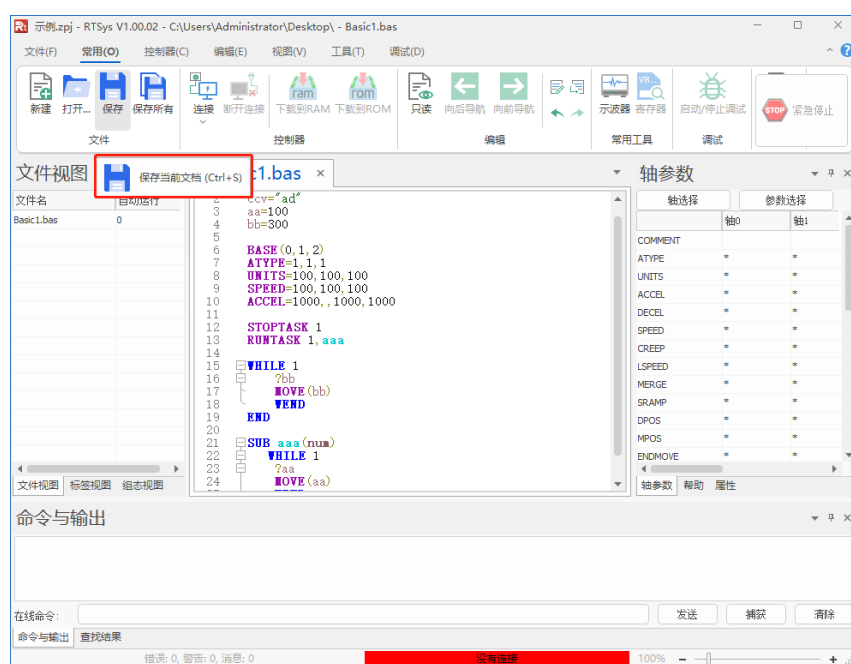 示例.zpj - RTSys V1.00.02 - C:\Users\Administrator\Desktop\ - Basic1.bas
文件(F) 常用(O) 控制器(C) 编辑(E) 视图(V) 工具(T) 调试(D)
ram rom VR... STOP
新建 打开... 保存 保存所有 连接 断开连接 下载到RAM 下载到ROM 只读 向后导航 向前导航 示波器 寄存器 启动/停止调试 紧急停止
文件 控制器 编辑 常用工具 调试
文件视图 保存当前文档 (Ctrl+S) c1.bas × 轴参数
轴选择 参数选择
文件名 自动运行
Basic1.bas 0
轴0 轴1
2 ccv="ad"
3 aa=100
4 bb=300
5
6 BASE(0,1,2)
7 ATYPE=1,1,1
8 UNITS=100,100,100
9 SPEED=100,100,100
10 ACCEL=1000,,1000,1000
11
12 STOPTASK 1
13 RUNTASK 1,aaa
14
15 WHILE 1
16 ?bb
17 MOVE(bb)
18 WEND
19 END
20
21 SUB aaa(num)
22 WHILE 1
23 ?aa
24 MOVE(aa)
COMMENT
ATYPE * *
UNITS * *
ACCEL * *
DECEL * *
SPEED * *
CREEP * *
LSPEED * *
MERGE * *
SRAMP * *
DPOS * *
MPOS * *
ENDMOVE * *
文件视图 标签视图 组态视图
轴参数 帮助 属性
命令与输出
在线命令: 发送 捕获 清除
命令与输出 查找结果
错误: 0, 警告: 0, 消息: 0 没有连接 100%